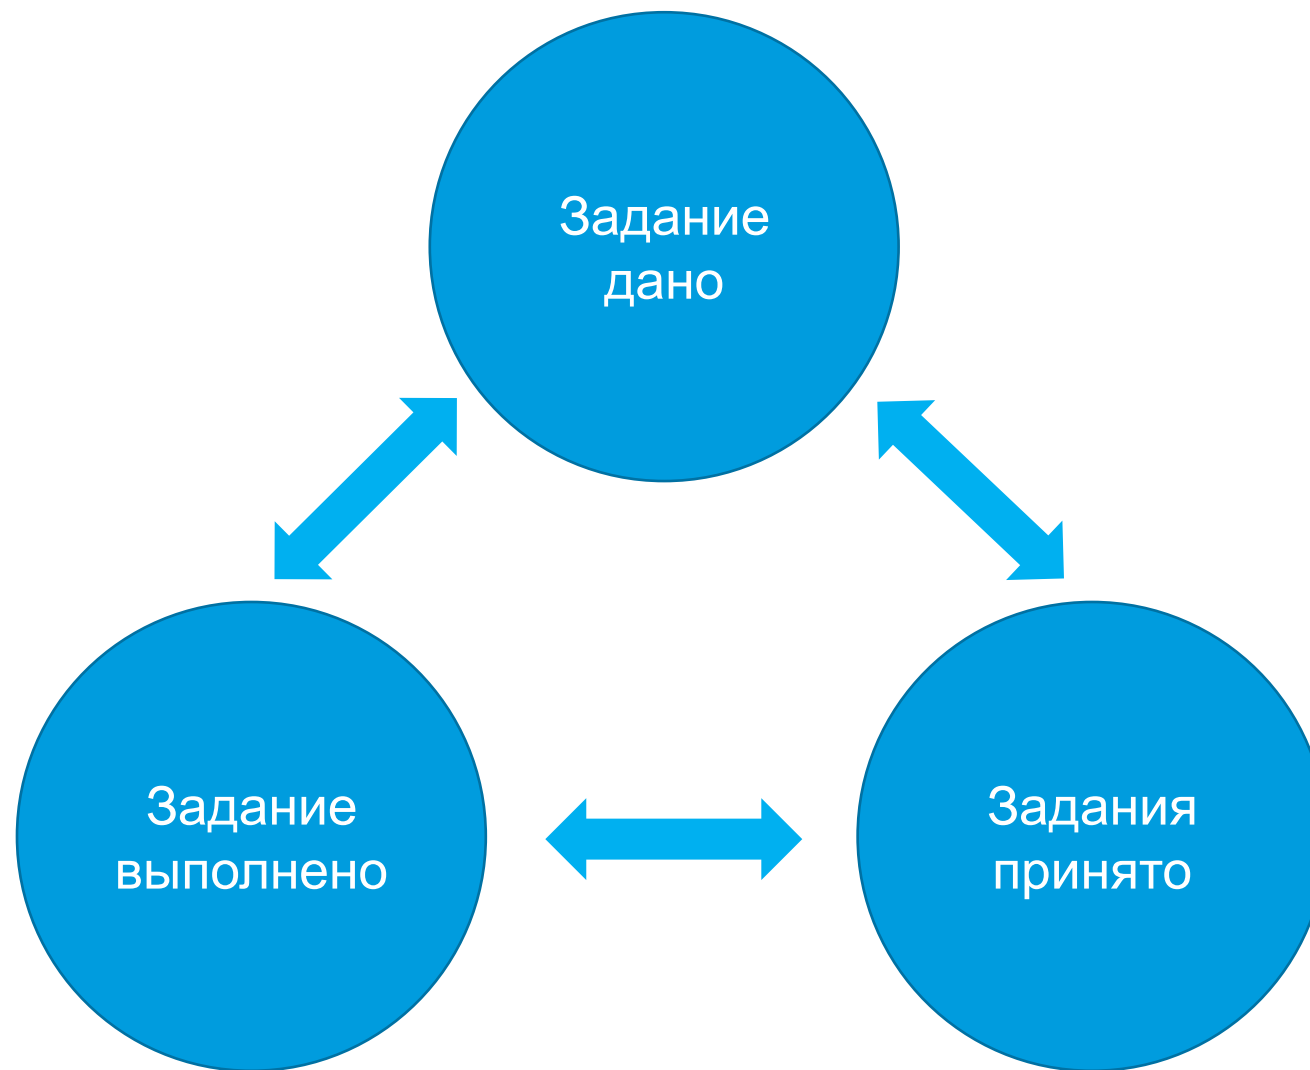 Задание
дано
Задание
выполнено
Задания
принято